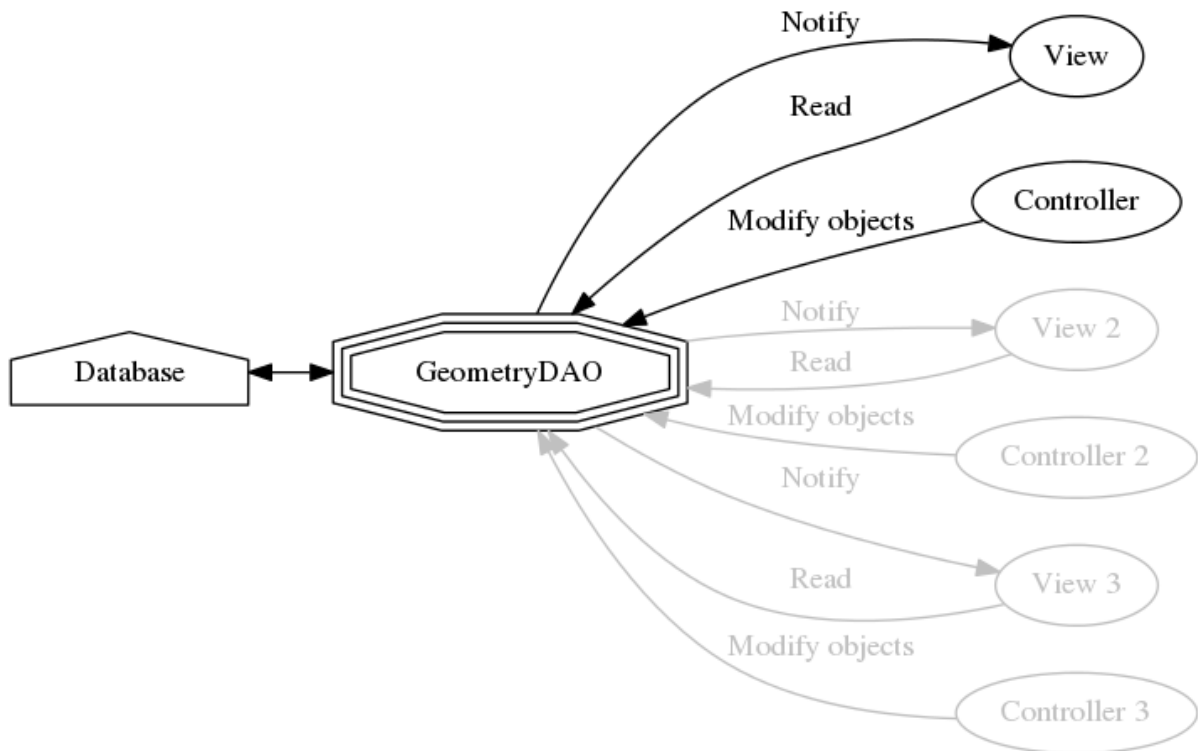 Notify
View
Read
Controller
Modify objects
Notify
View 2
Read
Database
GeometryDAO
Modify objects
Controller 2
Notify
Read
View 3
Modify objects
Controller 3